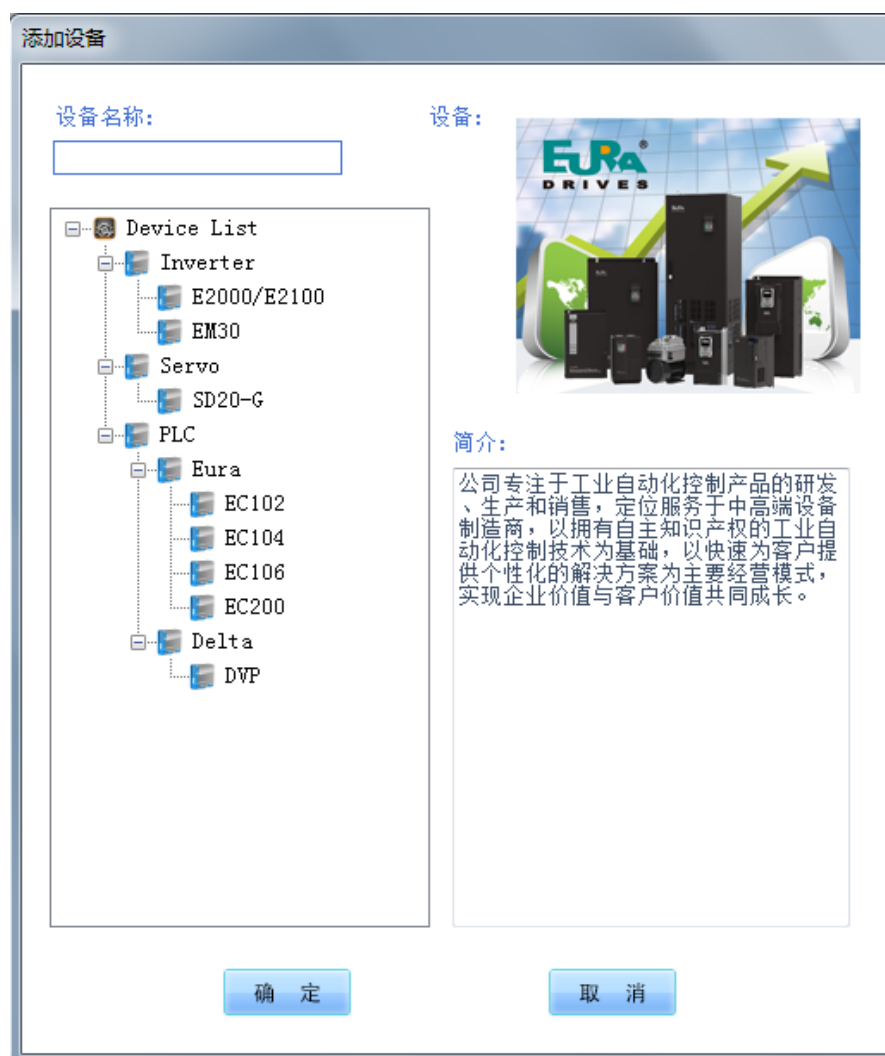 添加设备
设备名称:
设备:
EURA®
DRIVES
Device List
Inverter
E2000/E2100
EM30
Servo
SD20-G
PLC
Eura
EC102
EC104
EC106
EC200
Delta
DVP
简介:
公司专注于工业自动化控制产品的研发
、生产和销售，定位服务于中高端设备
制造商，以拥有自主知识产权的工业自
动化控制技术为基础，以快速为客户提
供个性化的解决方案为主要经营模式，
实现企业价值与客户价值共同成长。
确 定
取 消